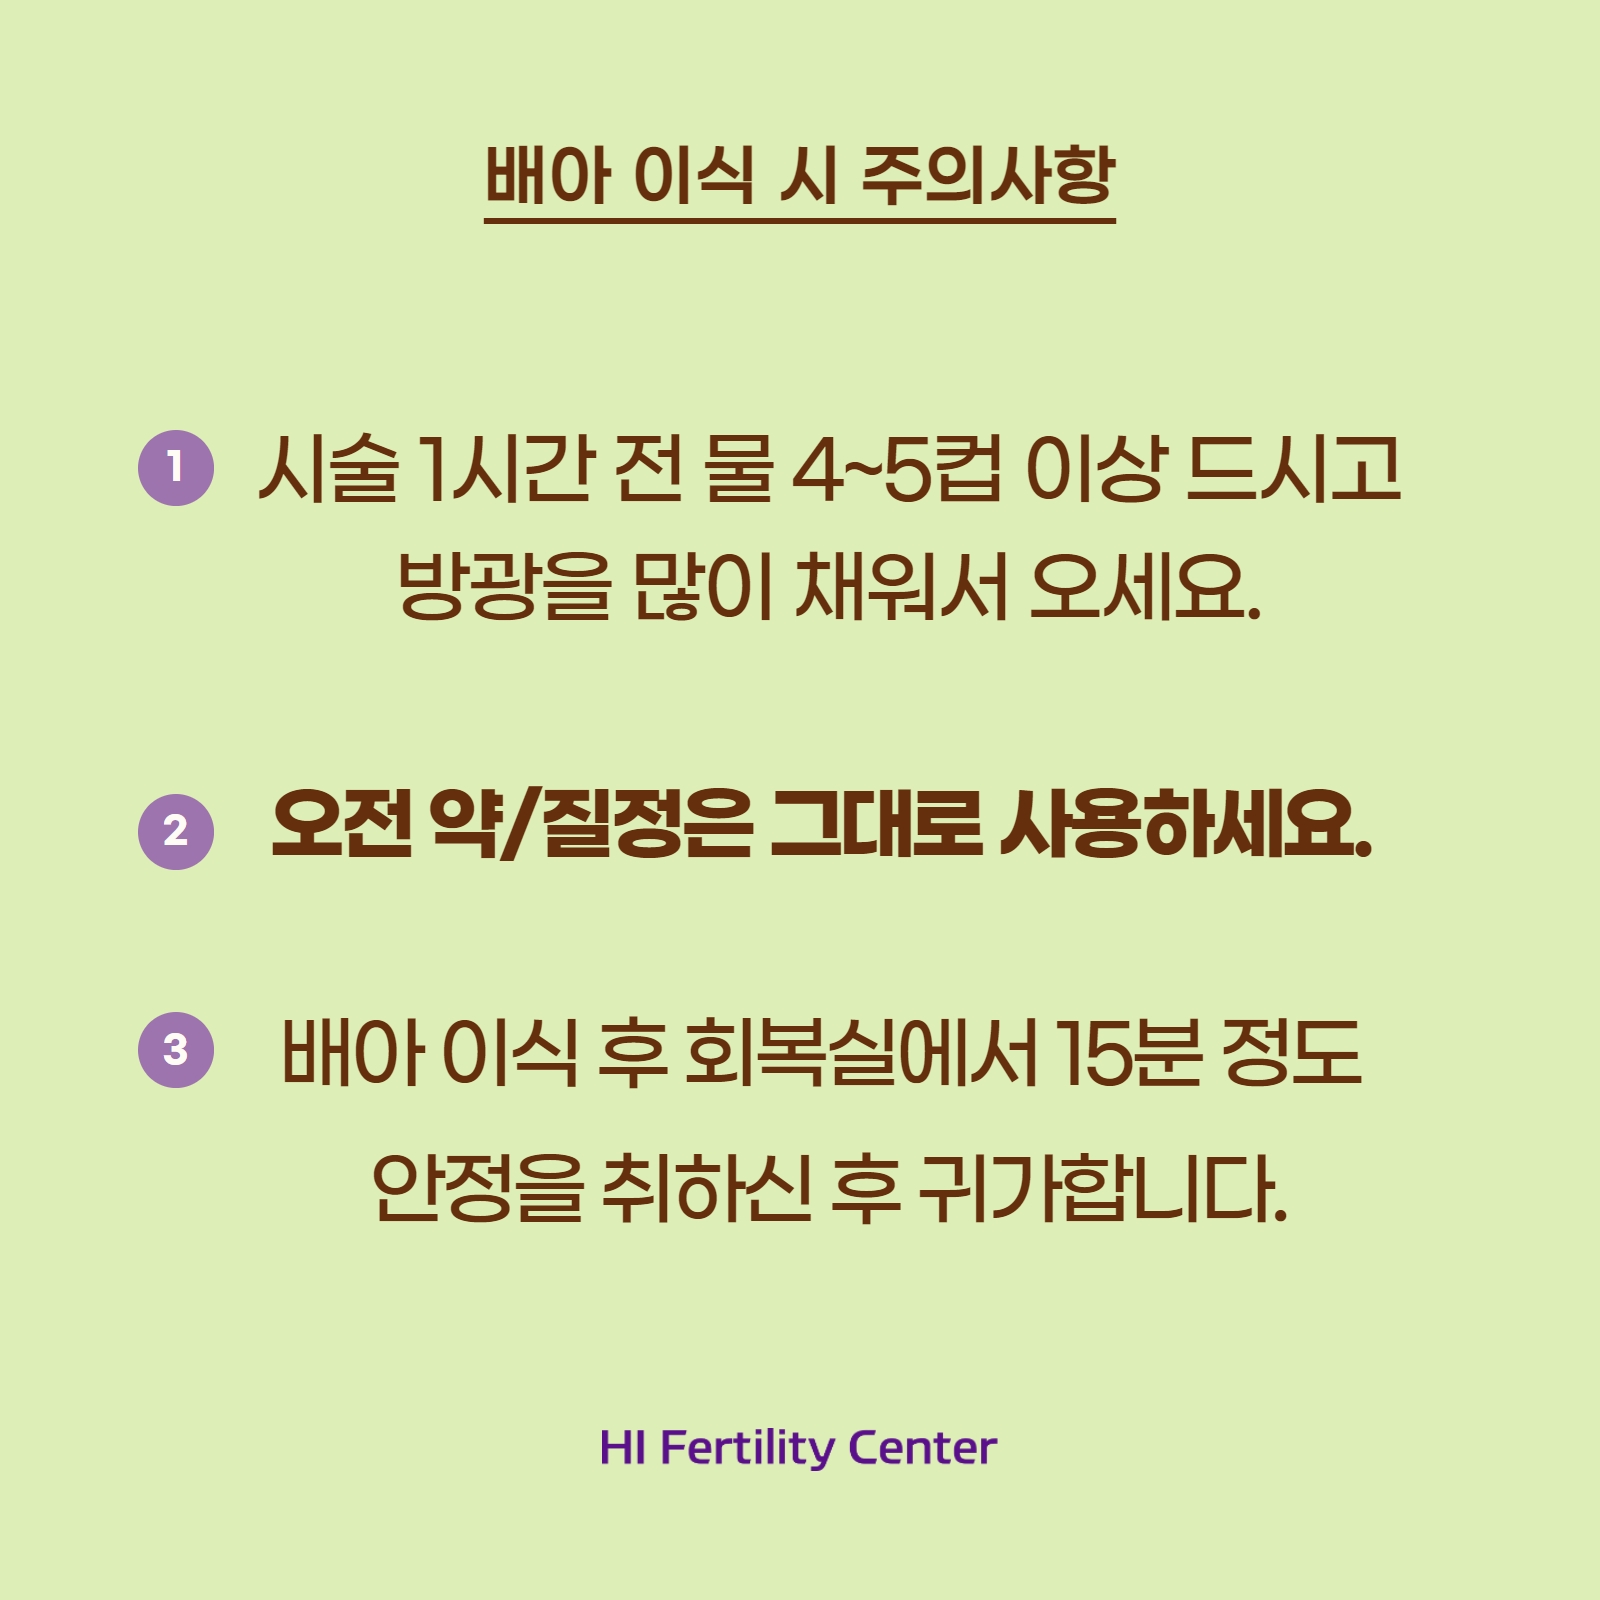 배아 이식 시 주의사항
1 시술 1시간 전 물 4~5컵 이상 드시고
방광을 많이 채워서 오세요.
2 오전 약/질정은 그대로 사용하세요.
3 배아 이식 후 회복실에서 15분 정도
안정을 취하신 후 귀가합니다.
HI Fertility Center